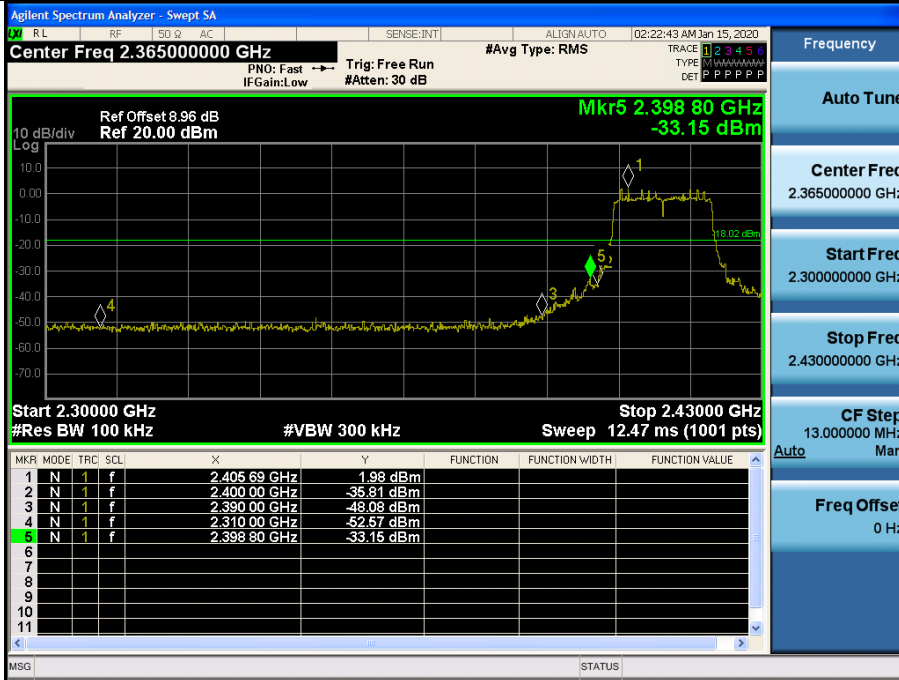 Agilent Spectrum Analyzer - Swept SA
LXI RL RF 50 Ω AC SENSE:INT ALIGN AUTO 02:22:43 AM Jan 15, 2020
Center Freq 2.365000000 GHz
PNO: Fast
IFGain:Low
Trig: Free Run
#Atten: 30 dB
#Avg Type: RMS
TRACE 1 2 3 4 5 6
TYPE M WWWWW
DET P P P P P P
Mkr5 2.398 80 GHz
-33.15 dBm
Ref Offset 8.96 dB
10 dB/div Ref 20.00 dBm
Log
10.0
0.00
-10.0
-20.0
-30.0
-40.0
-50.0
-60.0
-70.0
1
18.02 dBm
5
2
3
4
Start 2.30000 GHz Stop 2.43000 GHz
#Res BW 100 kHz #VBW 300 kHz Sweep 12.47 ms (1001 pts)
MKR MODE TRC SCL X Y FUNCTION FUNCTION WIDTH FUNCTION VALUE
1 N 1 f 2.405 69 GHz 1.98 dBm
2 N 1 f 2.400 00 GHz -35.81 dBm
3 N 1 f 2.390 00 GHz -48.08 dBm
4 N 1 f 2.310 00 GHz -52.57 dBm
5 N 1 f 2.398 80 GHz -33.15 dBm
6
7
8
9
10
11
MSG STATUS
Frequency
Auto Tune
Center Freq
2.365000000 GHz
Start Freq
2.300000000 GHz
Stop Freq
2.430000000 GHz
CF Step
13.000000 MHz
Auto Man
Freq Offset
0 Hz